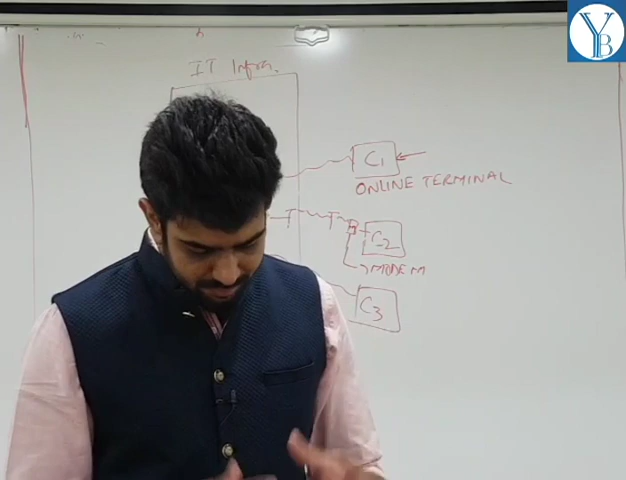 YB
IT Infra.
C1
ONLINE TERMINAL
T T
C2
MODEM
C3